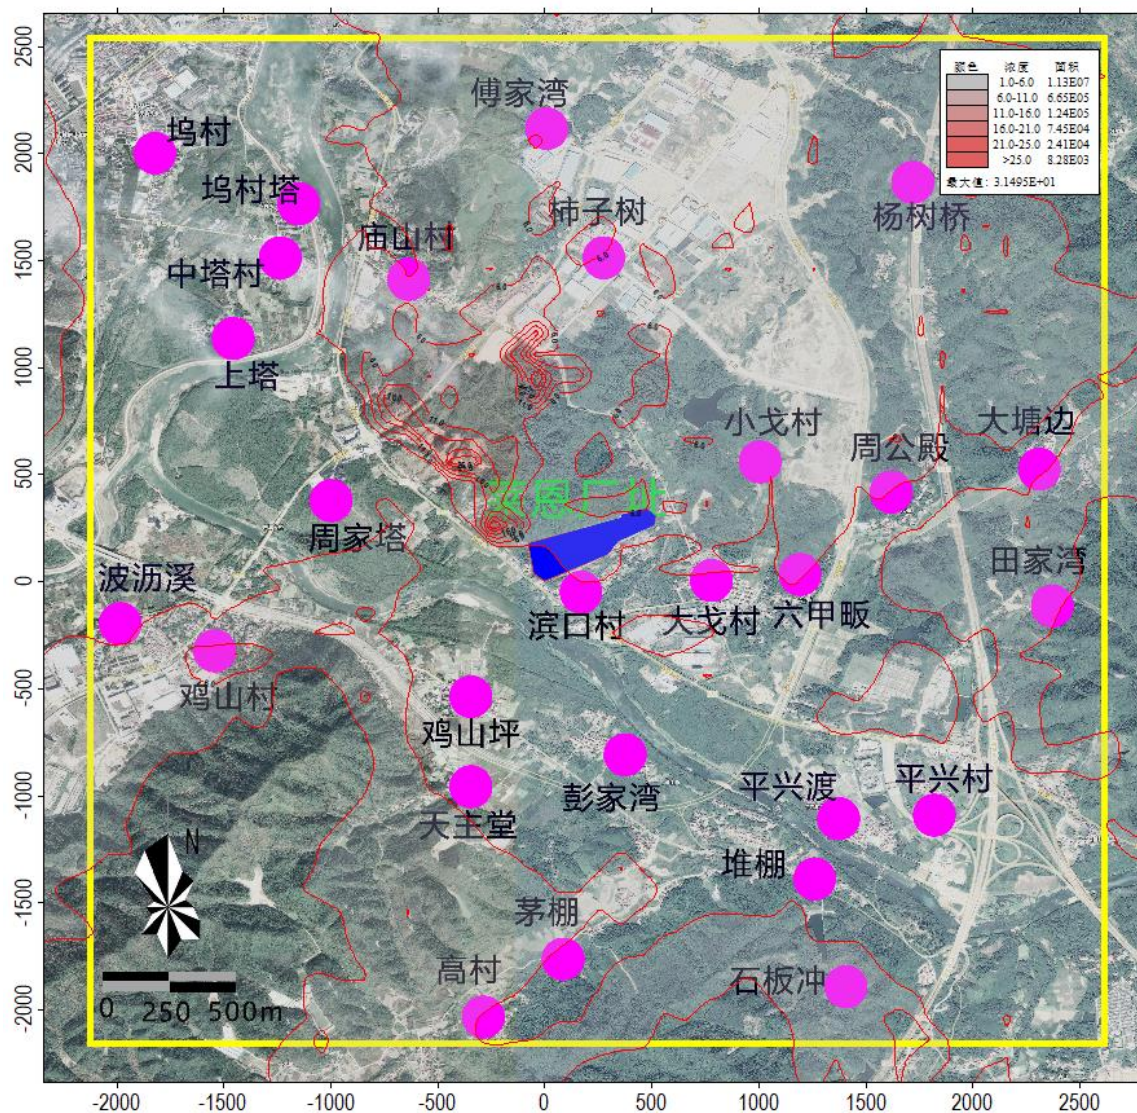 颜色 浓度 面积
1.0-6.0 1.13E07
6.0-11.0 6.65E05
11.0-16.0 1.24E05
16.0-21.0 7.45E04
21.0-25.0 2.41E04
>25.0 8.28E03
最大值: 3.1495E+01
傅家湾
坞村
坞村塔
柿子树
杨树桥
庙山村
中塔村
上塔
小戈村
大塘边
周公殿
厂址
周家塔
田家湾
波沥溪
滨口村
大戈村
六甲畈
鸡山村
鸡山坪
彭家湾
平兴渡
平兴村
天主堂
堆棚
茅棚
高村
石板冲
N
0 250 500m
2500
2000
1500
1000
500
0
-500
-1000
-1500
-2000
-2000 -1500 -1000 -500 0 500 1000 1500 2000 2500